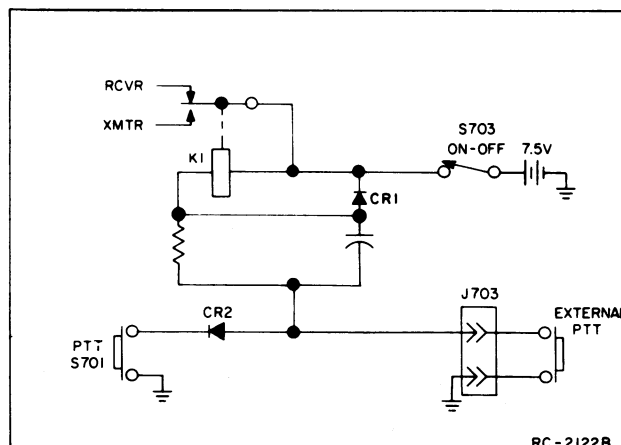 RCVR
XMTR
K1
S703
ON-OFF
7.5V
CR1
CR2
J703
EXTERNAL
PTT
PTT
S701
RC-2122B